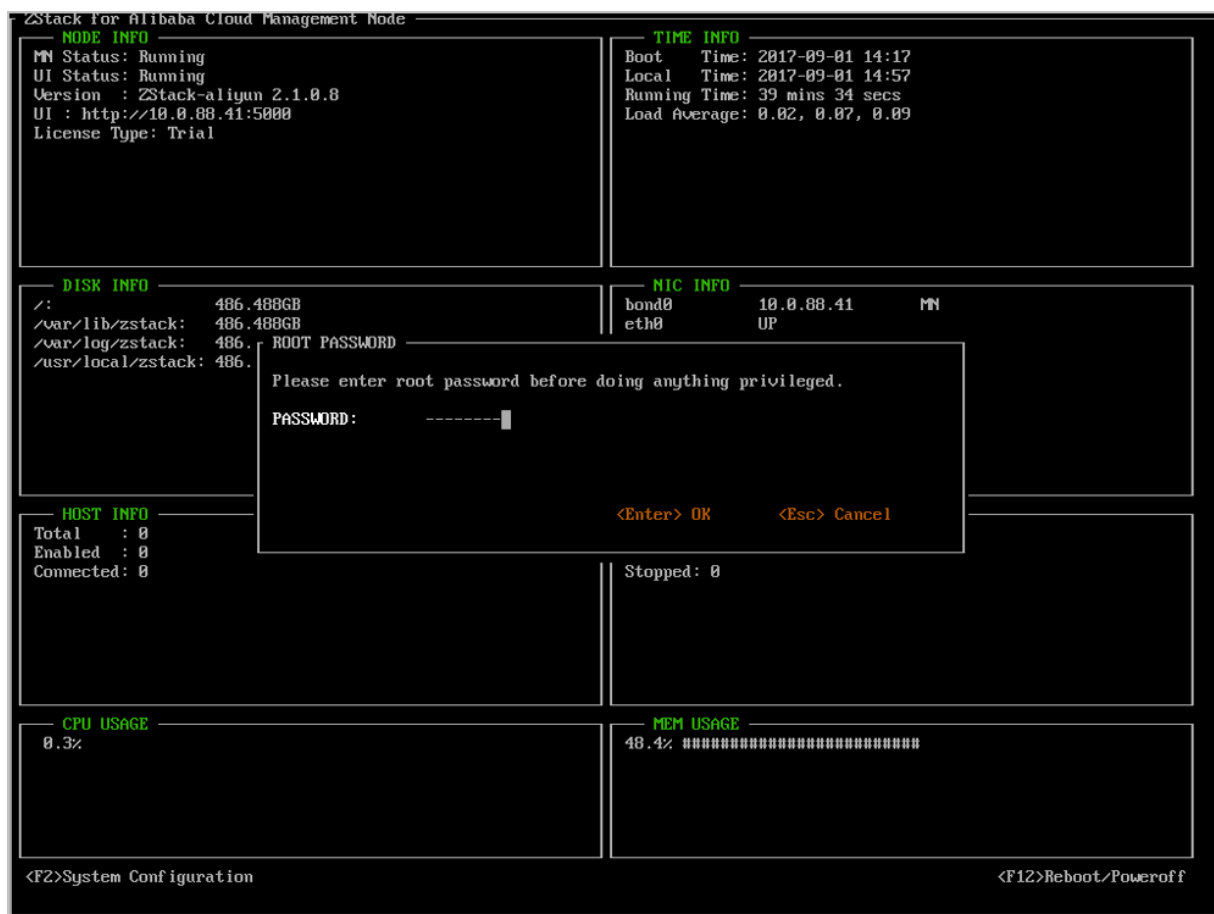 ZStack for Alibaba Cloud Management Node
NODE INFO
MN Status: Running
UI Status: Running
Version : ZStack-aliyun 2.1.0.8
UI : http://10.0.88.41:5000
License Type: Trial
TIME INFO
Boot Time: 2017-09-01 14:17
Local Time: 2017-09-01 14:57
Running Time: 39 mins 34 secs
Load Average: 0.02, 0.07, 0.09
DISK INFO
/: 486.488GB
/var/lib/zstack: 486.488GB
/var/log/zstack: 486.
/usr/local/zstack: 486.
NIC INFO
bond0 10.0.88.41 MN
eth0 UP
ROOT PASSWORD
Please enter root password before doing anything privileged.
PASSWORD: --------
<Enter> OK <Esc> Cancel
HOST INFO
Total : 0
Enabled : 0
Connected: 0
Stopped: 0
CPU USAGE
0.3%
MEM USAGE
48.4% #########################
<F2>System Configuration
<F12>Reboot/Poweroff